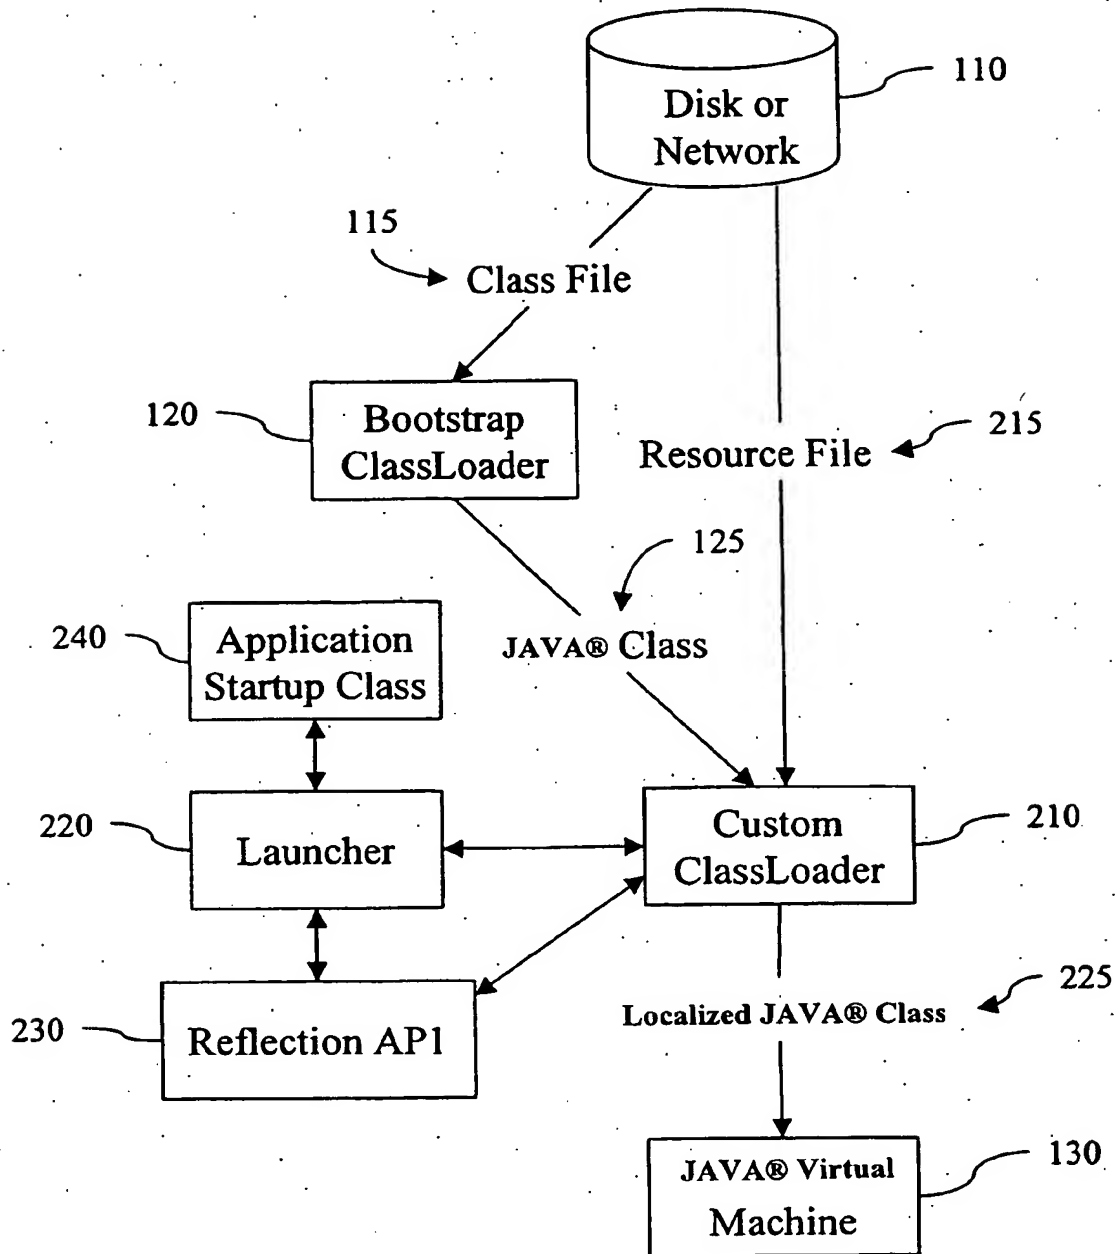 Disk or
Network
110
115
Class File
120
Bootstrap
ClassLoader
Resource File
215
125
240
Application
Startup Class
JAVA® Class
220
Launcher
Custom
ClassLoader
210
230
Reflection AP1
Localized JAVA® Class
225
JAVA® Virtual
Machine
130